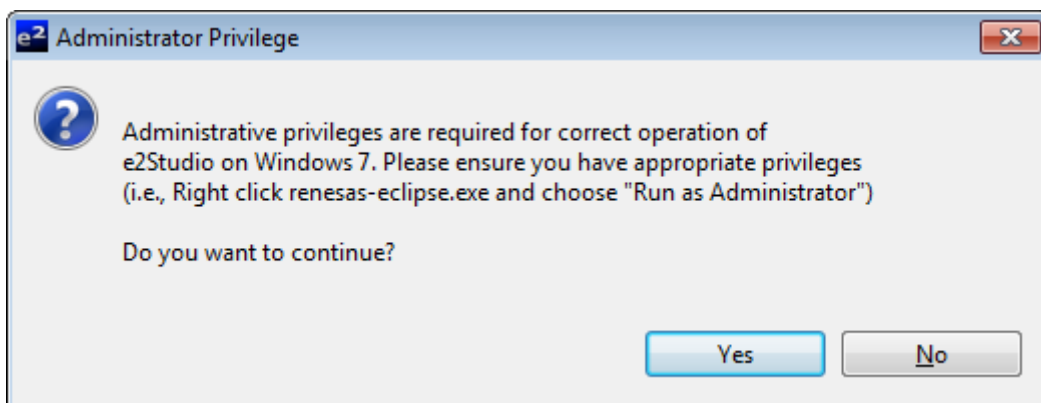 e² Administrator Privilege
?
Administrative privileges are required for correct operation of
e2Studio on Windows 7. Please ensure you have appropriate privileges
(i.e., Right click renesas-eclipse.exe and choose "Run as Administrator")
Do you want to continue?
Yes No